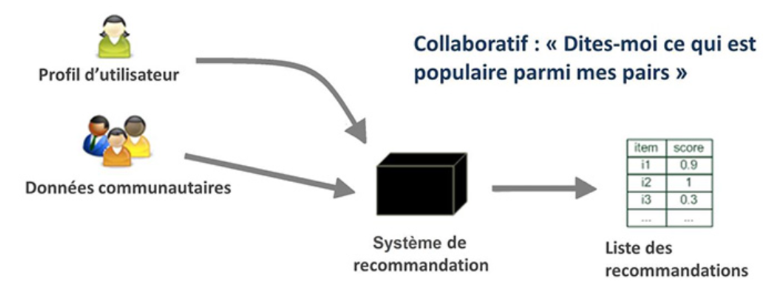 Collaboratif : « Dites-moi ce qui est
populaire parmi mes pairs »
Profil d’utilisateur
Données communautaires
Système de
recommandation
item score
i1 0.9
i2 1
i3 0.3
... ...
Liste des
recommandations